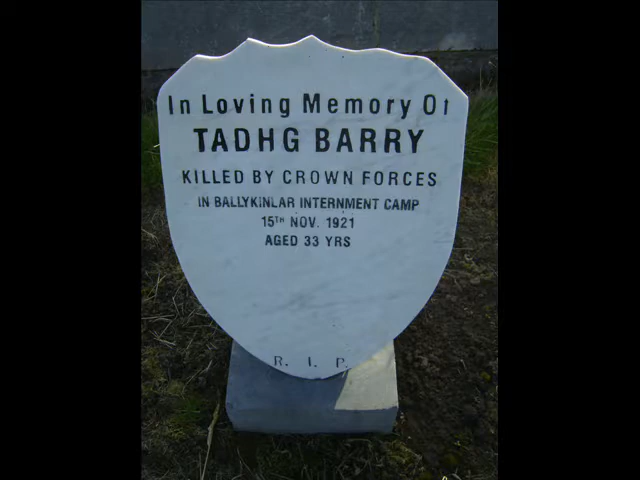 In Loving Memory Of
TADHG BARRY
KILLED BY CROWN FORCES
IN BALLYKINLAR INTERNMENT CAMP
15TH NOV. 1921
AGED 33 YRS
R. I. P.